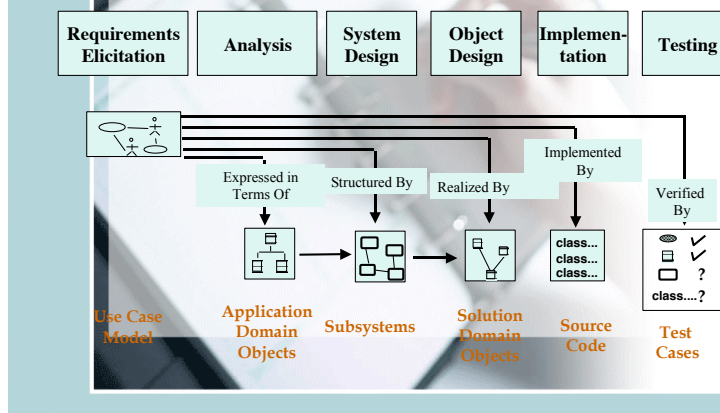 Requirements
Elicitation
Analysis
System
Design
Object
Design
Implemen-
tation
Testing
Expressed in
Terms Of
Structured By
Realized By
Implemented
By
Verified
By
class...
class...
class...
?
class....?
Use Case
Model
Application
Domain
Objects
Subsystems
Solution
Domain
Objects
Source
Code
Test
Cases